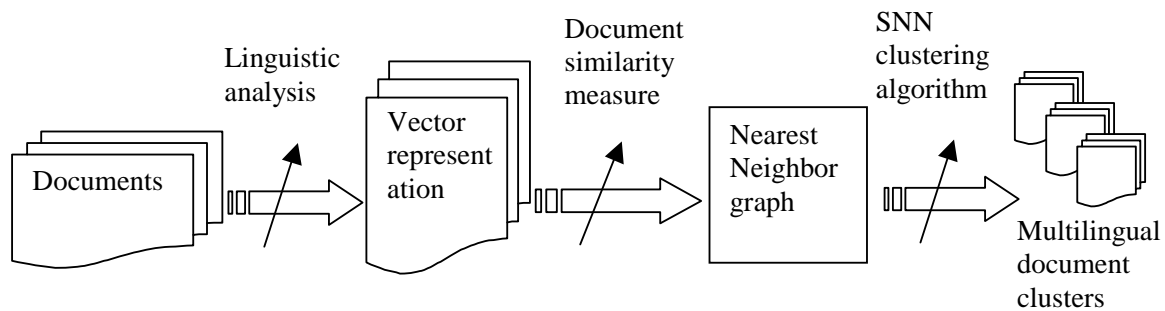 Documents
Linguistic
analysis
Vector
represent
ation
Document
similarity
measure
Nearest
Neighbor
graph
SNN
clustering
algorithm
Multilingual
document
clusters